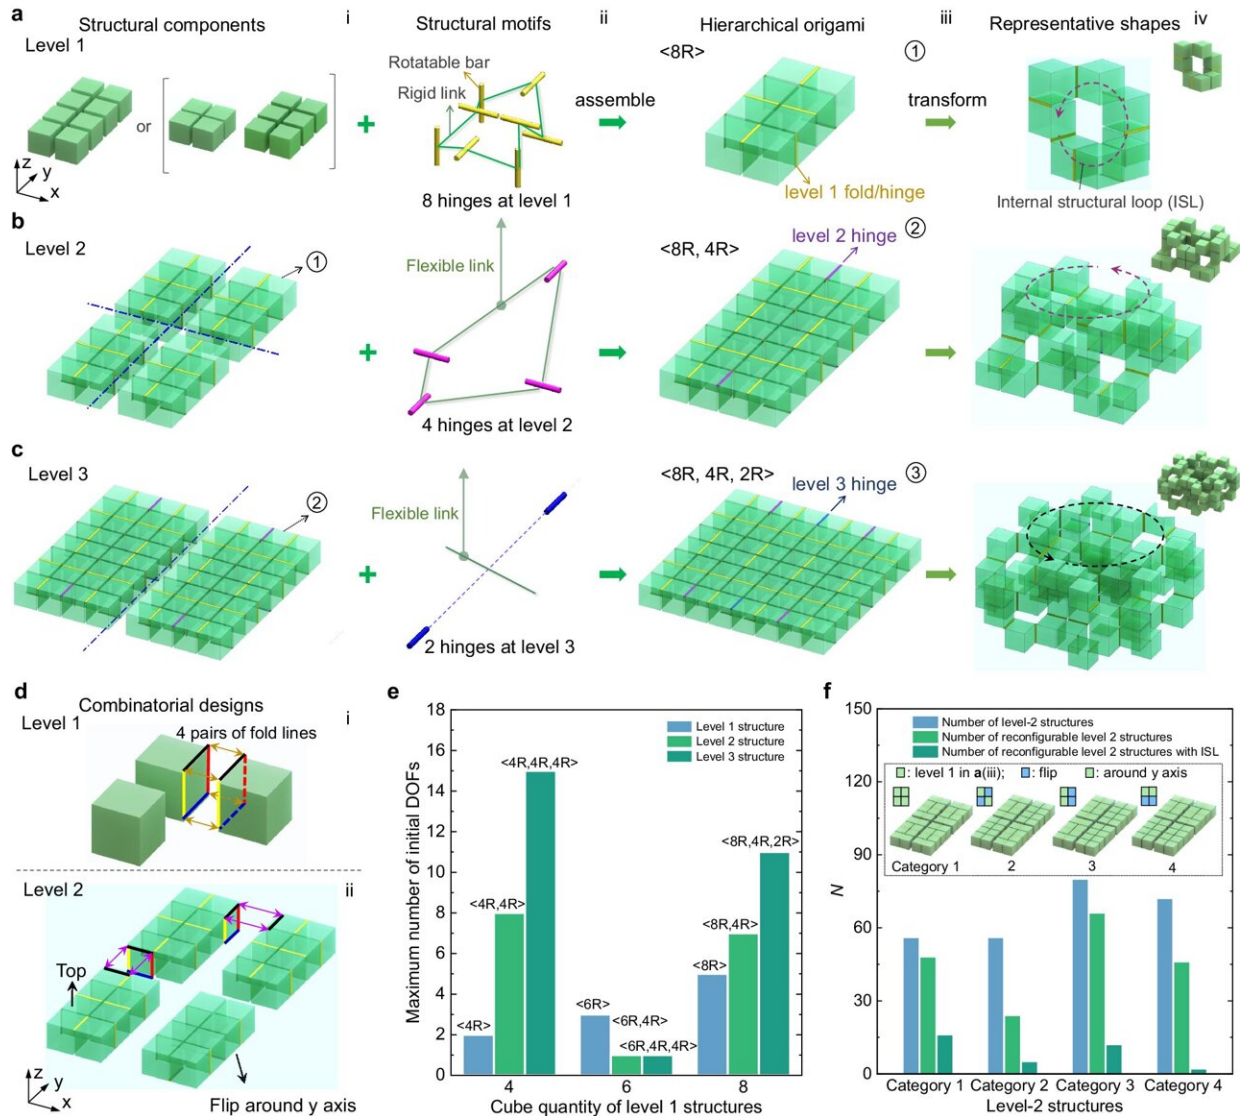 a
Structural components
i
Structural motifs
ii
Hierarchical origami
iii
Representative shapes
iv
Level 1
or
Rotatable bar
Rigid link
8 hinges at level 1
assemble
<8R>
①
level 1 fold/hinge
transform
Internal structural loop (ISL)
z
y
x
b
Level 2
①
Flexible link
4 hinges at level 2
<8R, 4R>
level 2 hinge
②
c
Level 3
②
Flexible link
2 hinges at level 3
<8R, 4R, 2R>
level 3 hinge
③
d
Combinatorial designs
Level 1
i
4 pairs of fold lines
Level 2
ii
Top
z
y
x
Flip around y axis
e
Maximum number of initial DOFs
18
16
14
12
10
8
6
4
2
0
Level 1 structure
Level 2 structure
Level 3 structure
<4R>
<4R,4R>
<4R,4R,4R>
<6R>
<6R,4R>
<6R,4R,4R>
<8R>
<8R,4R>
<8R,4R,2R>
4
6
8
Cube quantity of level 1 structures
f
N
150
120
90
60
30
0
Number of level-2 structures
Number of reconfigurable level 2 structures
Number of reconfigurable level 2 structures with ISL
: level 1 in a(iii);
: flip
: around y axis
Category 1
2
3
4
Category 1
Category 2
Category 3
Category 4
Level-2 structures